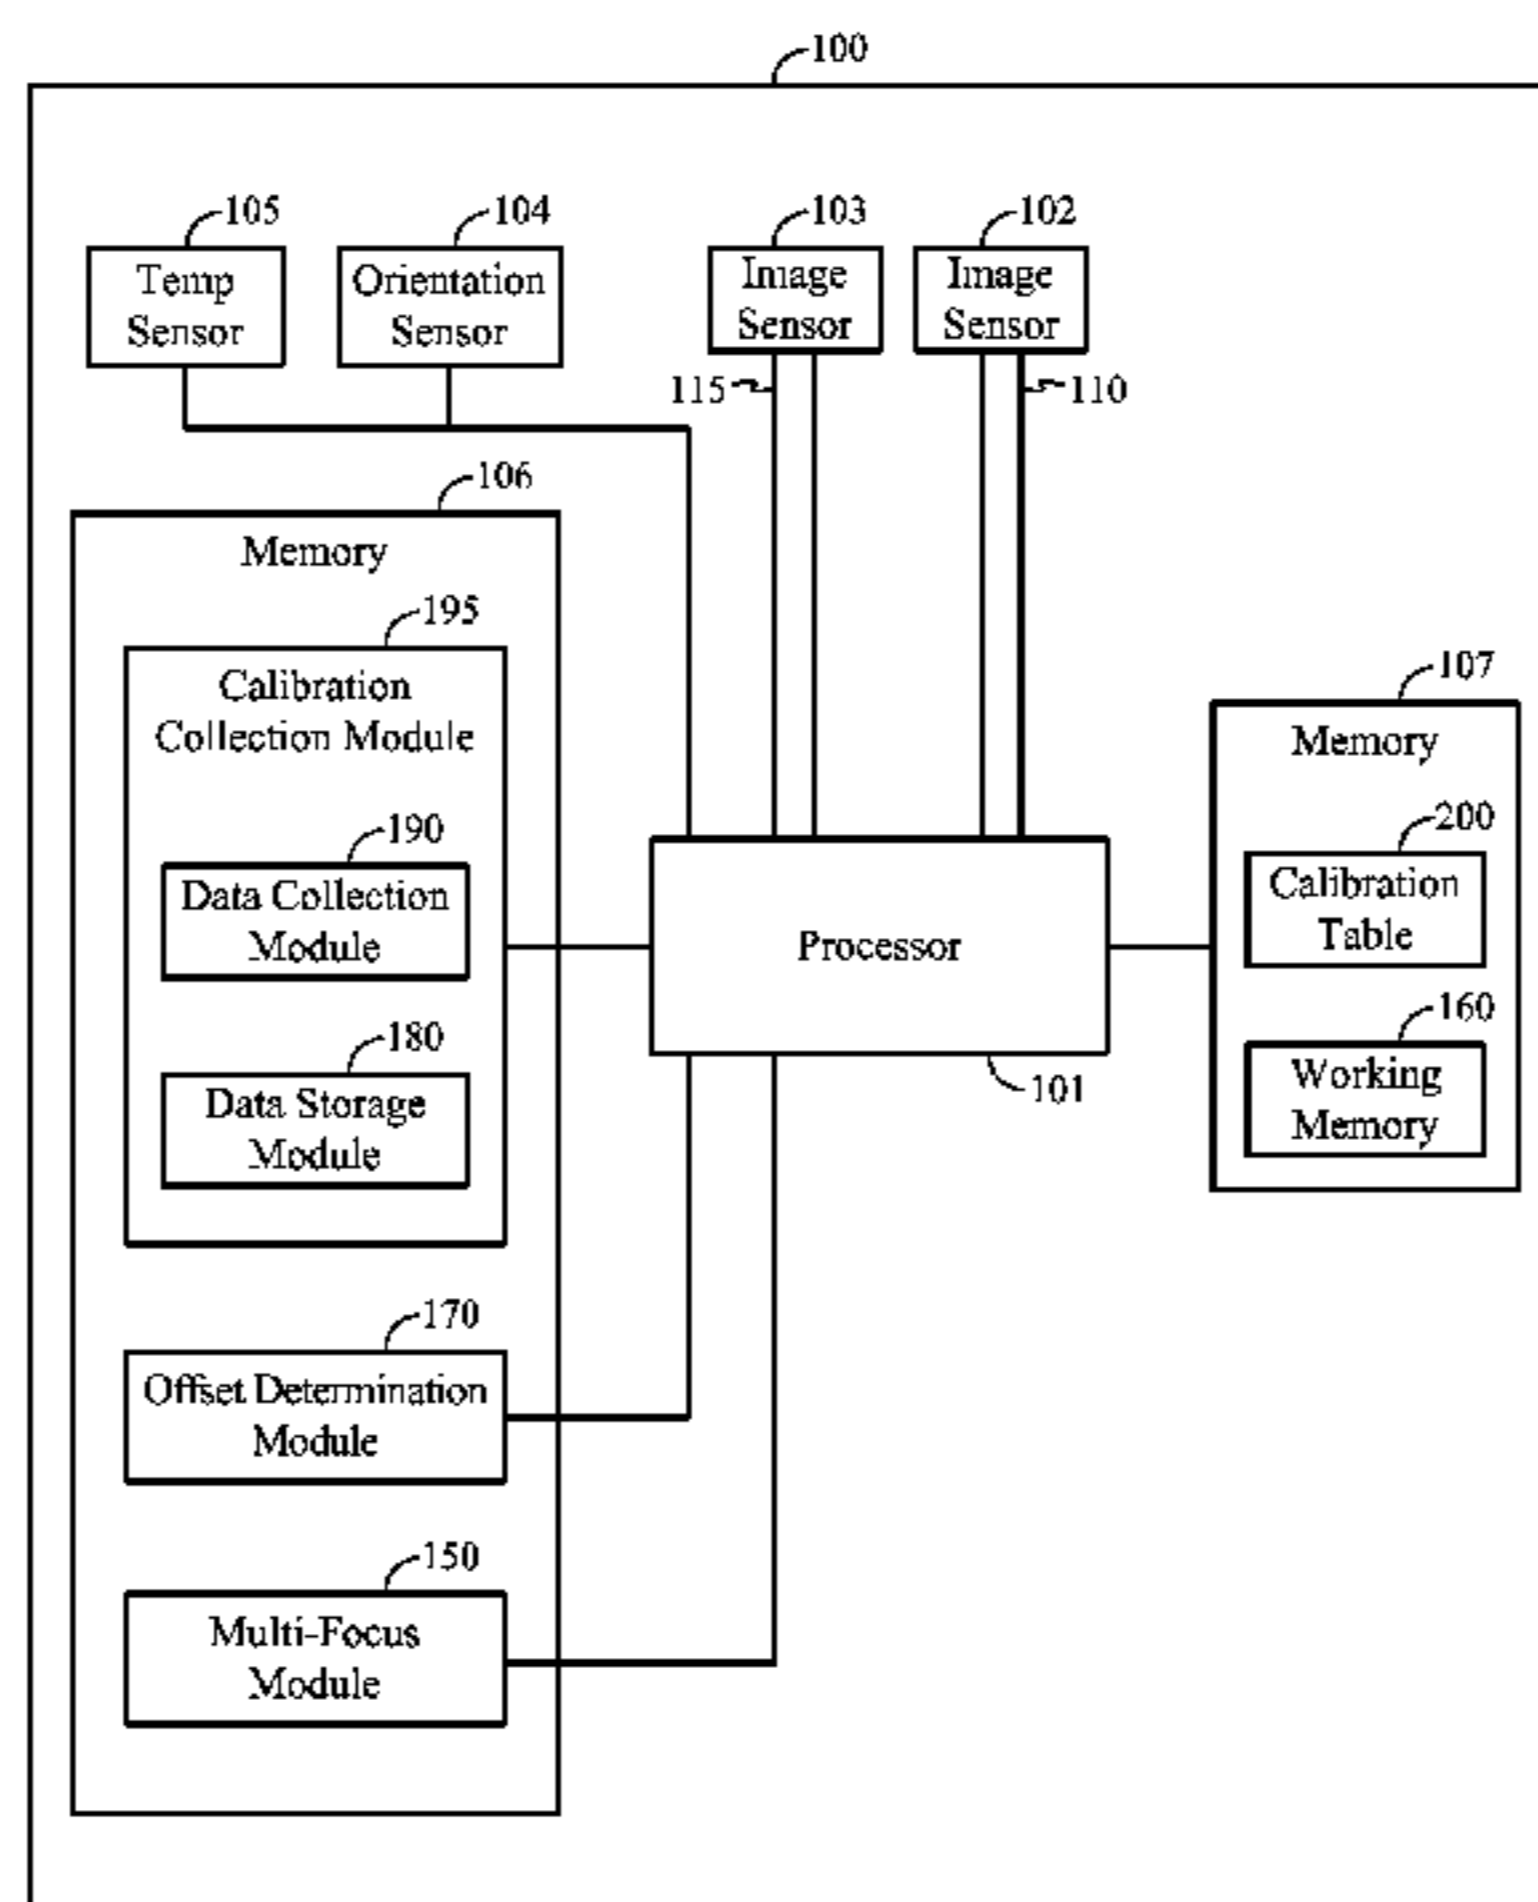 100
105
Temp
Sensor
104
Orientation
Sensor
103
Image
Sensor
102
Image
Sensor
115
110
106
Memory
195
Calibration
Collection Module
190
Data Collection
Module
180
Data Storage
Module
170
Offset Determination
Module
150
Multi-Focus
Module
Processor
101
107
Memory
200
Calibration
Table
160
Working
Memory